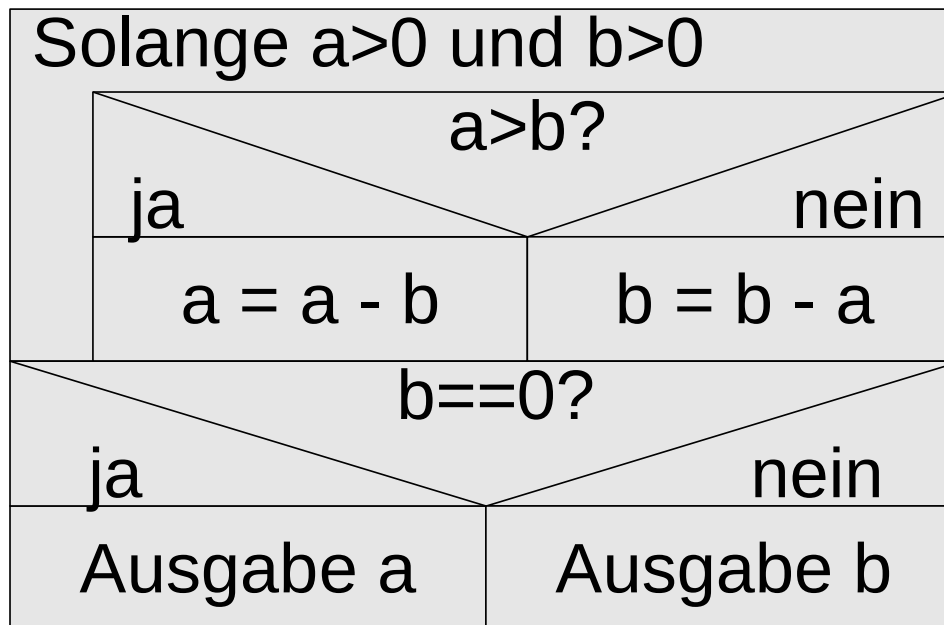 Solange a>0 und b>0
a>b?
ja
nein
a = a - b
b = b - a
b==0?
ja
nein
Ausgabe a
Ausgabe b